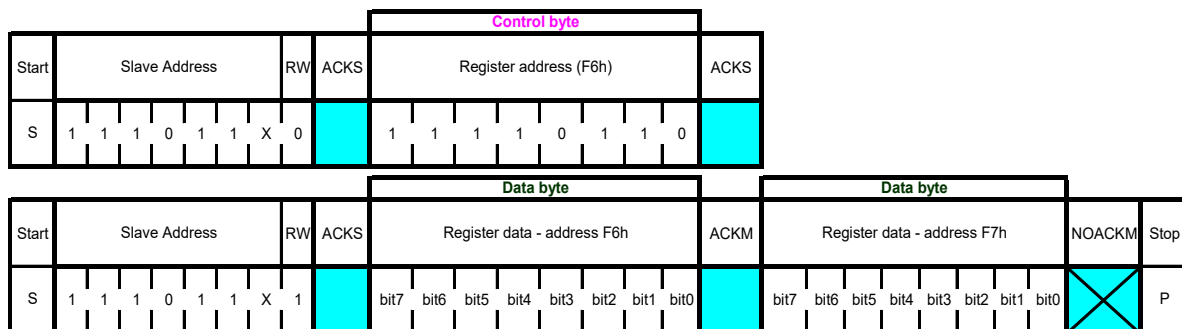 Control byte
Start Slave Address RW ACKS Register address (F6h) ACKS
S 1 1 1 0 1 1 X 0 1 1 1 1 0 1 1 0
Data byte Data byte
Start Slave Address RW ACKS Register data - address F6h ACKM Register data - address F7h NOACKM Stop
S 1 1 1 0 1 1 X 1 bit7 bit6 bit5 bit4 bit3 bit2 bit1 bit0 bit7 bit6 bit5 bit4 bit3 bit2 bit1 bit0 P